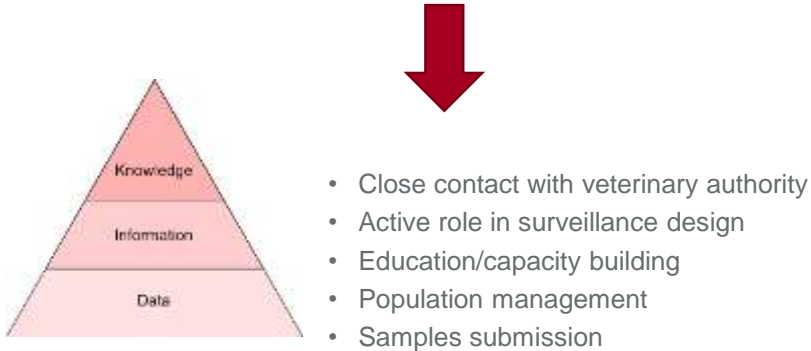 Knowledge
Information
Data
• Close contact with veterinary authority
• Active role in surveillance design
• Education/capacity building
• Population management
• Samples submission